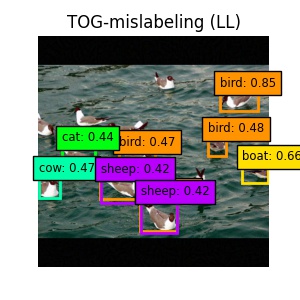 TOG-mislabeling (LL)
bird: 0.85
bird: 0.48
cat: 0.44
bird: 0.47
boat: 0.66
cow: 0.47
sheep: 0.42
sheep: 0.42